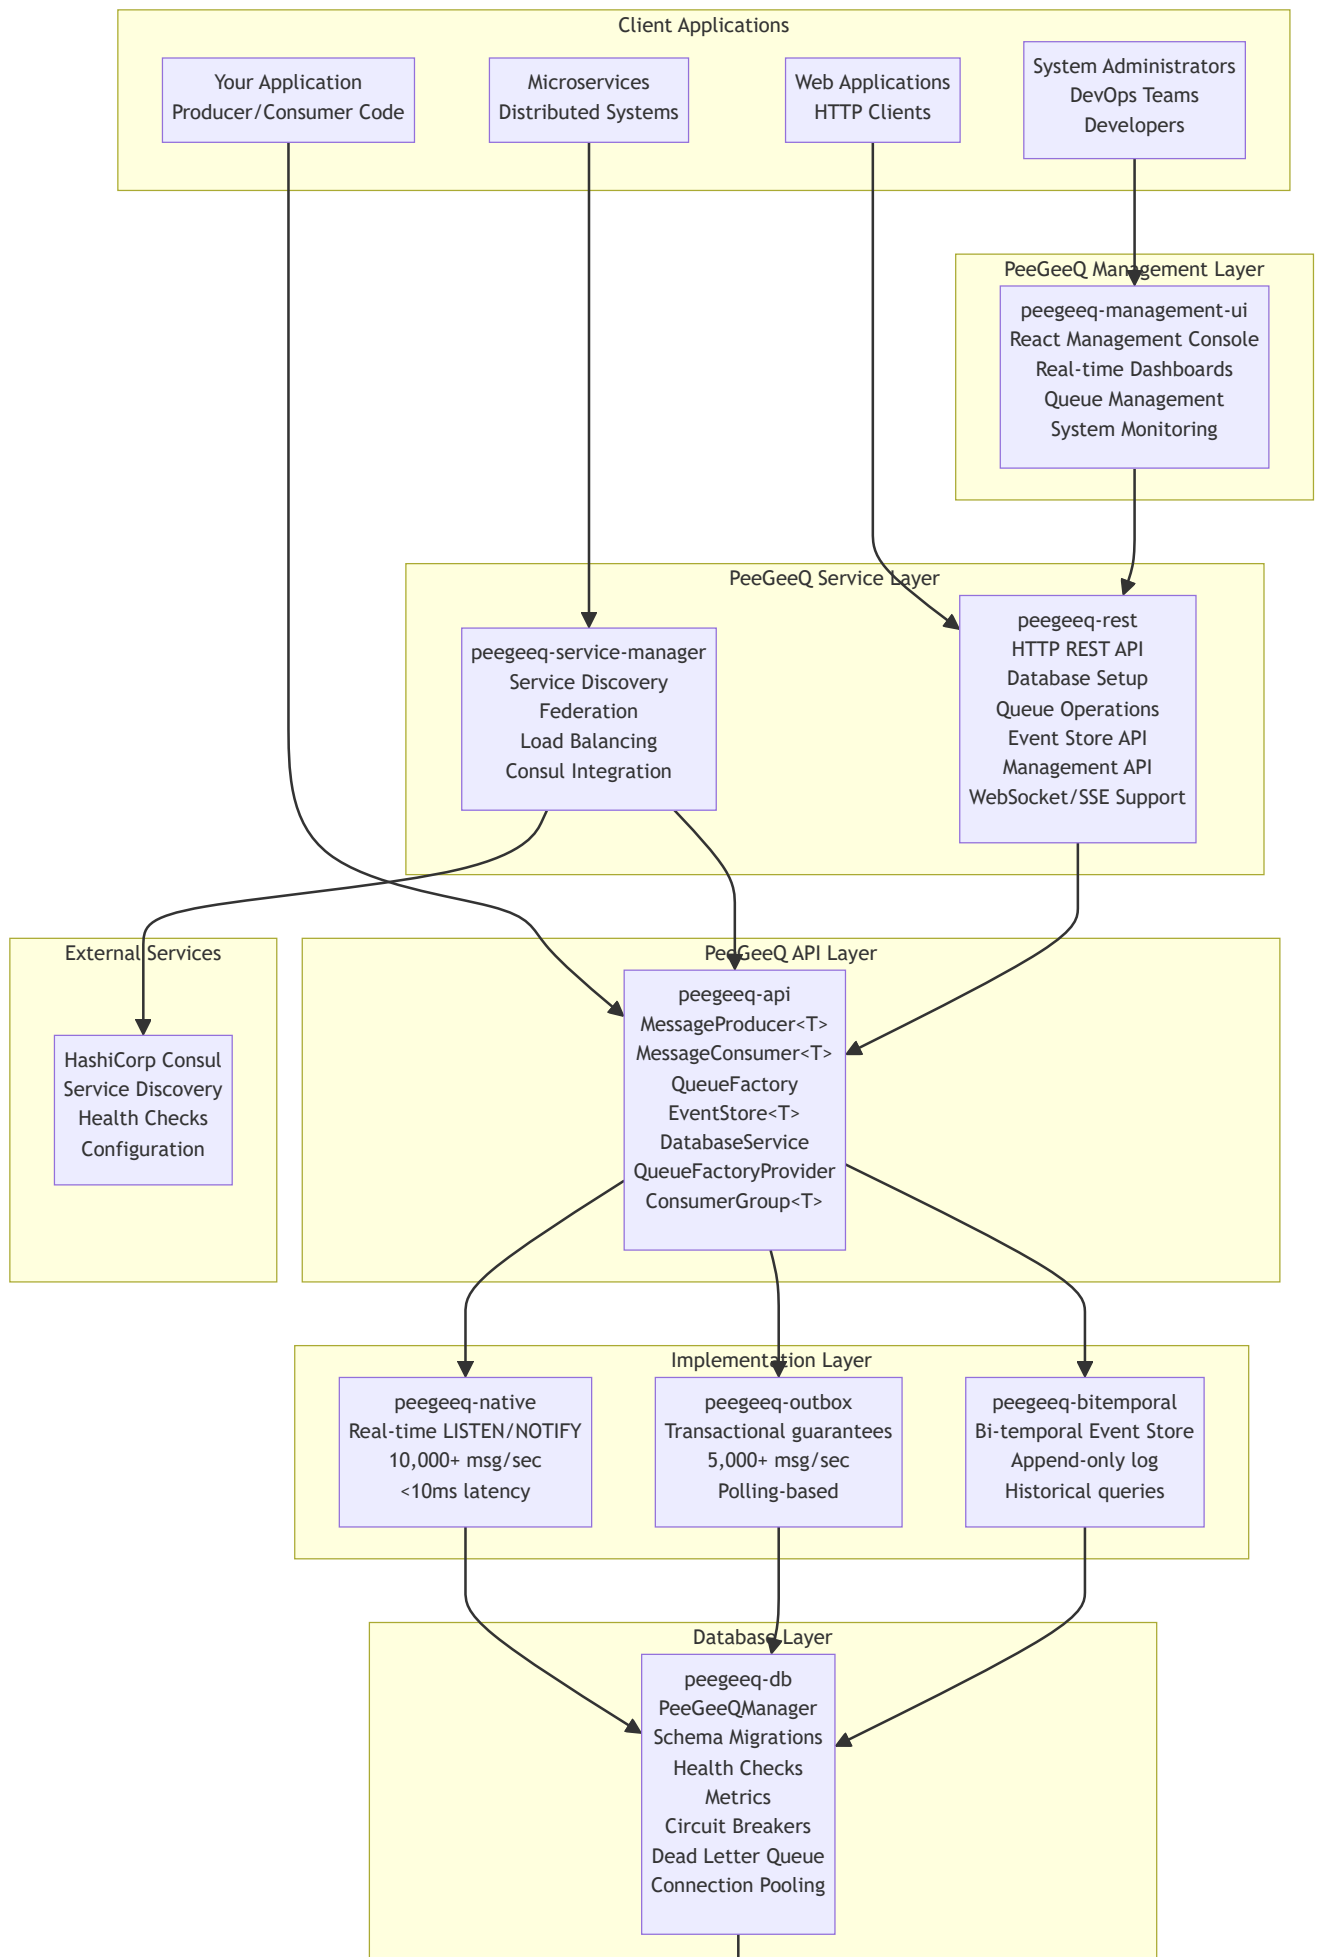 Client Applications
Your Application
Producer/Consumer Code
Microservices
Distributed Systems
Web Applications
HTTP Clients
System Administrators
DevOps Teams
Developers
PeeGeeQ Management Layer
peegeeq-management-ui
React Management Console
Real-time Dashboards
Queue Management
System Monitoring
PeeGeeQ Service Layer
peegeeq-service-manager
Service Discovery
Federation
Load Balancing
Consul Integration
peegeeq-rest
HTTP REST API
Database Setup
Queue Operations
Event Store API
Management API
WebSocket/SSE Support
External Services
HashiCorp Consul
Service Discovery
Health Checks
Configuration
PeeGeeQ API Layer
peegeeq-api
MessageProducer<T>
MessageConsumer<T>
QueueFactory
EventStore<T>
DatabaseService
QueueFactoryProvider
ConsumerGroup<T>
Implementation Layer
peegeeq-native
Real-time LISTEN/NOTIFY
10,000+ msg/sec
<10ms latency
peegeeq-outbox
Transactional guarantees
5,000+ msg/sec
Polling-based
peegeeq-bitemporal
Bi-temporal Event Store
Append-only log
Historical queries
Database Layer
peegeeq-db
PeeGeeQManager
Schema Migrations
Health Checks
Metrics
Circuit Breakers
Dead Letter Queue
Connection Pooling